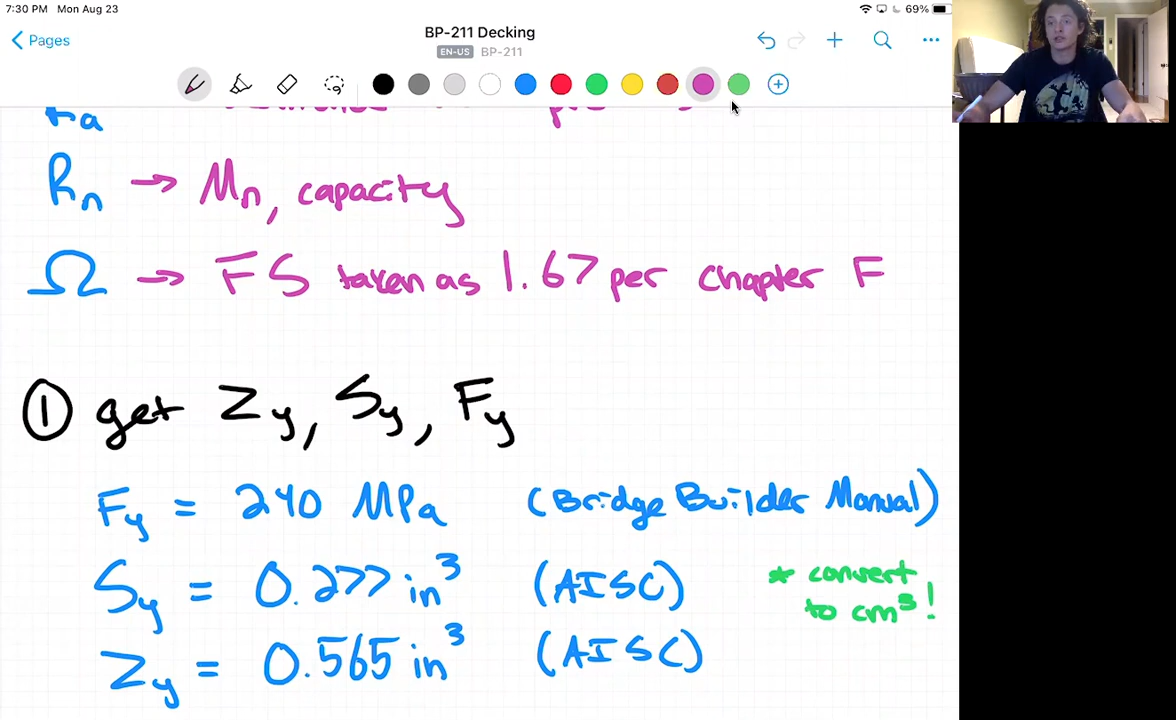 7:30 PM Mon Aug 23
69%
Pages
BP-211 Decking
EN-US BP-211
Rn → Mn, capacity
Ω → FS taken as 1.67 per chapter F
① get Zy, Sy, Fy
Fy = 240 MPa (Bridge Builder Manual)
Sy = 0.277 in³ (AISC)
* convert
to cm³!
Zy = 0.565 in³ (AISC)